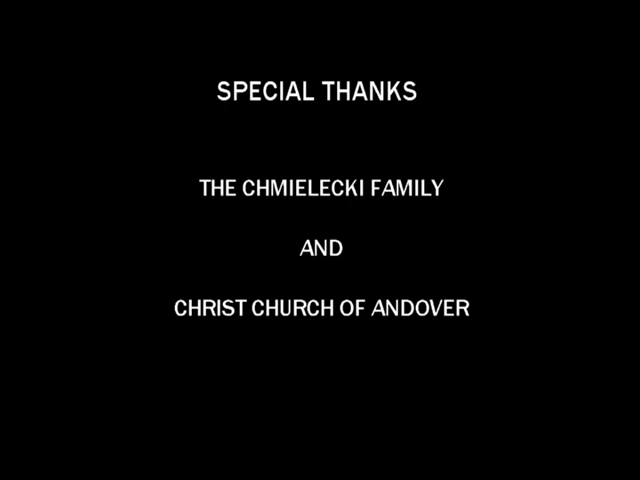 SPECIAL THANKS
THE CHMIELECKI FAMILY
AND
CHRIST CHURCH OF ANDOVER